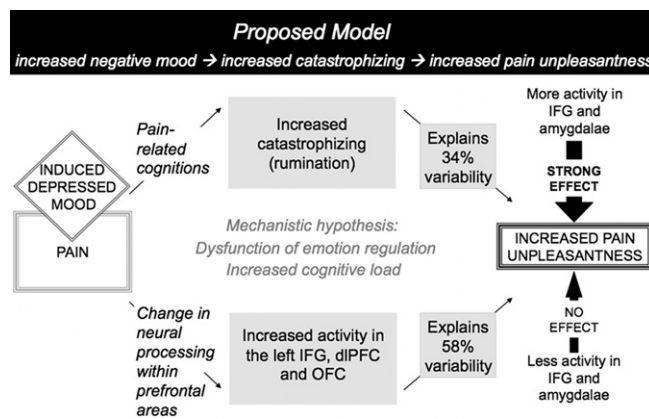 Proposed Model
increased negative mood → increased catastrophizing → increased pain unpleasantness
INDUCED
DEPRESSED
MOOD
PAIN
Pain-
related
cognitions
Increased
catastrophizing
(rumination)
Explains
34%
variability
More activity in
IFG and
amygdalae
STRONG
EFFECT
Mechanistic hypothesis:
Dysfunction of emotion regulation
Increased cognitive load
INCREASED PAIN
UNPLEASANTNESS
Change in
neural
processing
within
prefrontal
areas
Increased activity in
the left IFG, dlPFC
and OFC
Explains
58%
variability
NO
EFFECT
Less activity in
IFG and
amygdalae